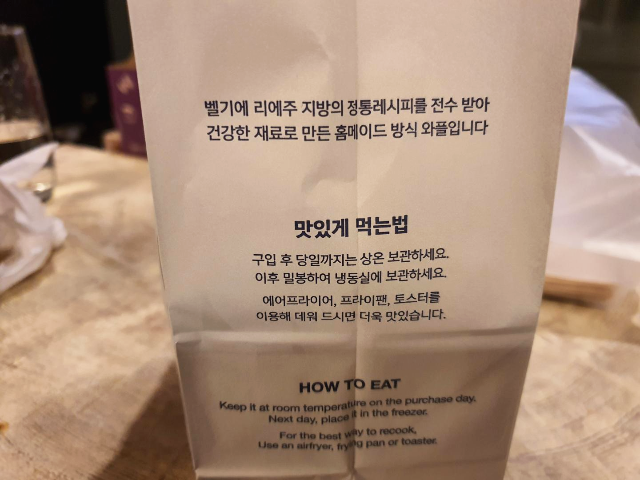 벨기에 리에주 지방의 정통레시피를 전수 받아
건강한 재료로 만든 홈메이드 방식 와플입니다
맛있게 먹는법
구입 후 당일까지는 상온 보관하세요.
이후 밀봉하여 냉동실에 보관하세요.
에어프라이어, 프라이팬, 토스터를
이용해 데워 드시면 더욱 맛있습니다.
HOW TO EAT
Keep it at room temperature on the purchase day.
Next day, place it in the freezer.
For the best way to recook,
Use an airfryer, frying pan or toaster.